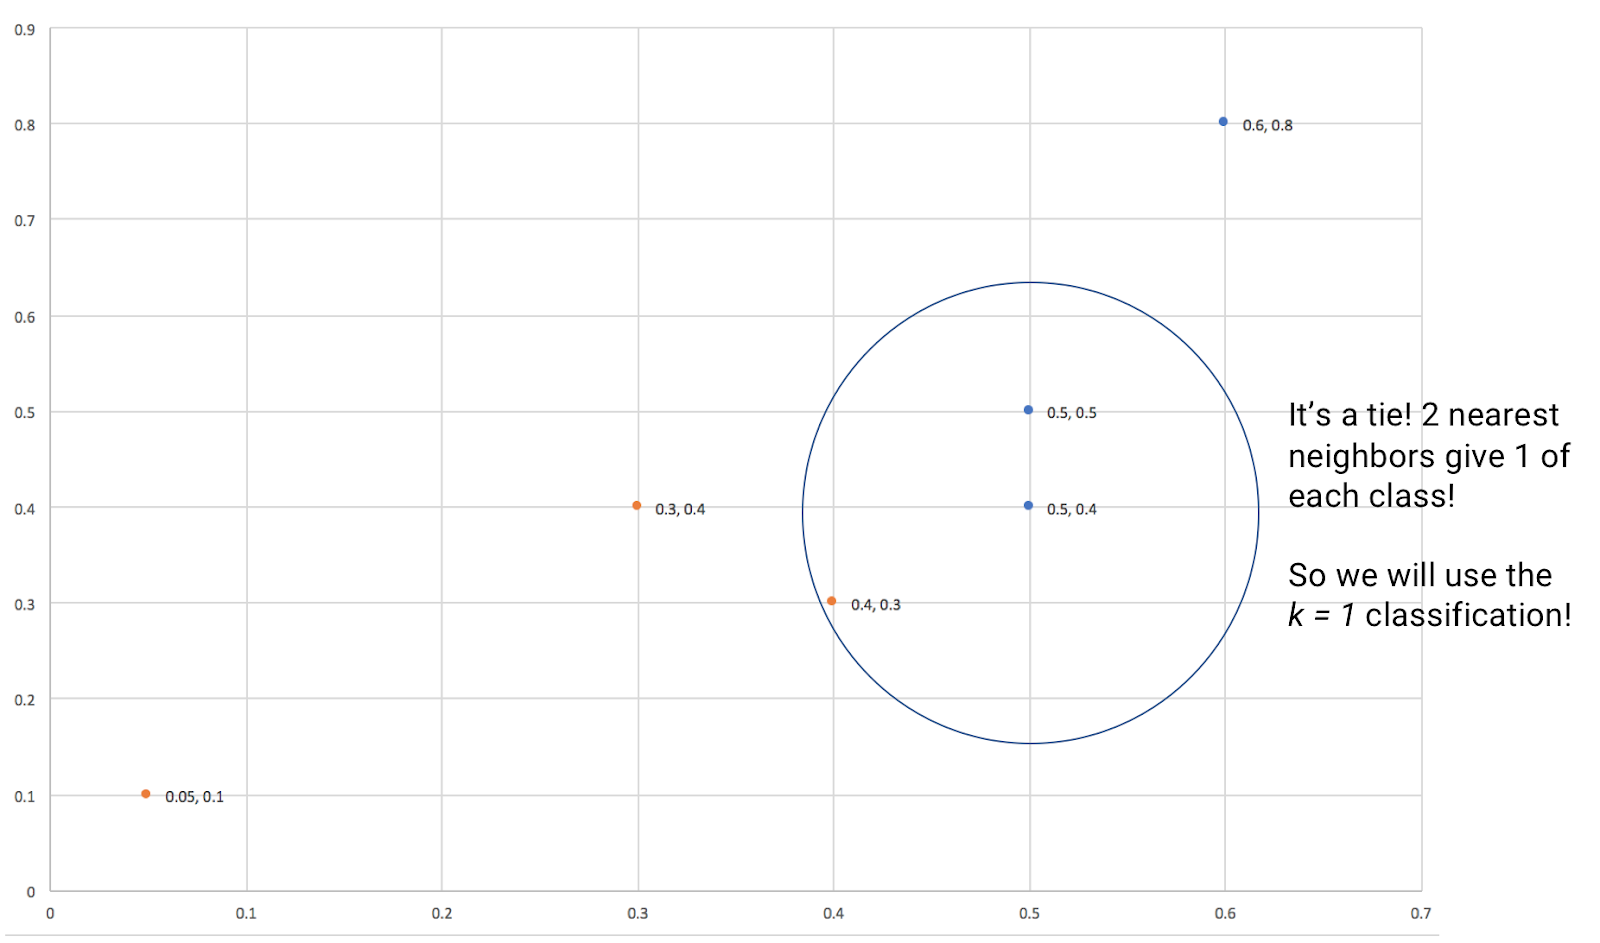 0.9
0.8
0.6, 0.8
0.7
0.6
0.5
0.5, 0.5
It’s a tie! 2 nearest
neighbors give 1 of
each class!
0.4
0.3, 0.4
0.5, 0.4
So we will use the
k = 1 classification!
0.3
0.4, 0.3
0.2
0.1
0.05, 0.1
0
0 0.1 0.2 0.3 0.4 0.5 0.6 0.7